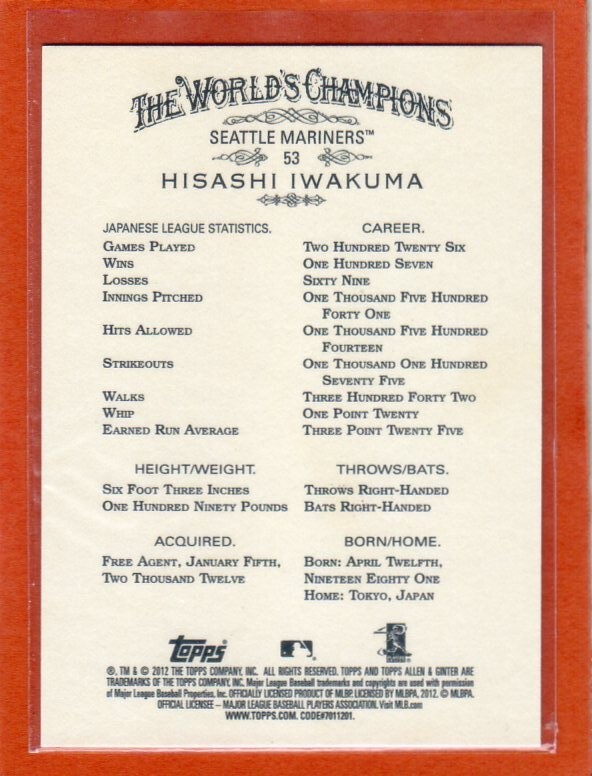 THE WORLD'S CHAMPIONS
SEATTLE MARINERS™
53
HISASHI IWAKUMA
JAPANESE LEAGUE STATISTICS. CAREER.
GAMES PLAYED TWO HUNDRED TWENTY SIX
WINS ONE HUNDRED SEVEN
LOSSES SIXTY NINE
INNINGS PITCHED ONE THOUSAND FIVE HUNDRED
FORTY ONE
HITS ALLOWED ONE THOUSAND FIVE HUNDRED
FOURTEEN
STRIKEOUTS ONE THOUSAND ONE HUNDRED
SEVENTY FIVE
WALKS THREE HUNDRED FORTY TWO
WHIP ONE POINT TWENTY
EARNED RUN AVERAGE THREE POINT TWENTY FIVE
HEIGHT/WEIGHT. THROWS/BATS.
SIX FOOT THREE INCHES THROWS RIGHT-HANDED
ONE HUNDRED NINETY POUNDS BATS RIGHT-HANDED
ACQUIRED. BORN/HOME.
FREE AGENT, JANUARY FIFTH, BORN: APRIL TWELFTH,
TWO THOUSAND TWELVE NINETEEN EIGHTY ONE
HOME: TOKYO, JAPAN
Topps
®, TM & © 2012 THE TOPPS COMPANY, INC. ALL RIGHTS RESERVED. TOPPS AND TOPPS ALLEN & GINTER ARE
TRADEMARKS OF THE TOPPS COMPANY, INC. Major League Baseball trademarks and copyrights are used with permission
of Major League Baseball Properties, Inc. OFFICIALLY LICENSED PRODUCT OF MLBP. LICENSED BY MLBPA, 2012. © MLBPA.
OFFICIAL LICENSEE – MAJOR LEAGUE BASEBALL PLAYERS ASSOCIATION. Visit MLB.com
WWW.TOPPS.COM. CODE#7011201.